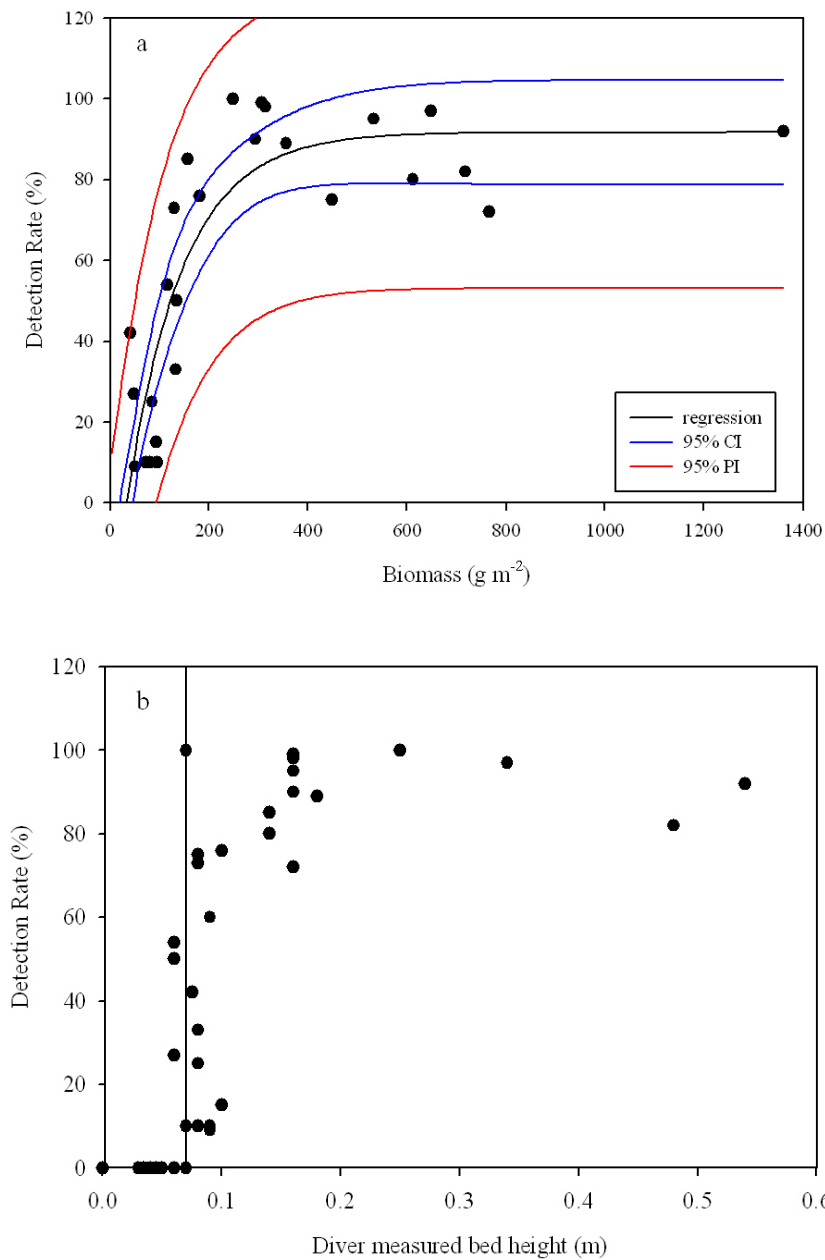 a
120
100
80
60
40
20
0
Detection Rate (%)
regression
95% CI
95% PI
0 200 400 600 800 1000 1200 1400
Biomass (g m-2)
b
120
100
80
60
40
20
0
Detection Rate (%)
0.0 0.1 0.2 0.3 0.4 0.5 0.6
Diver measured bed height (m)